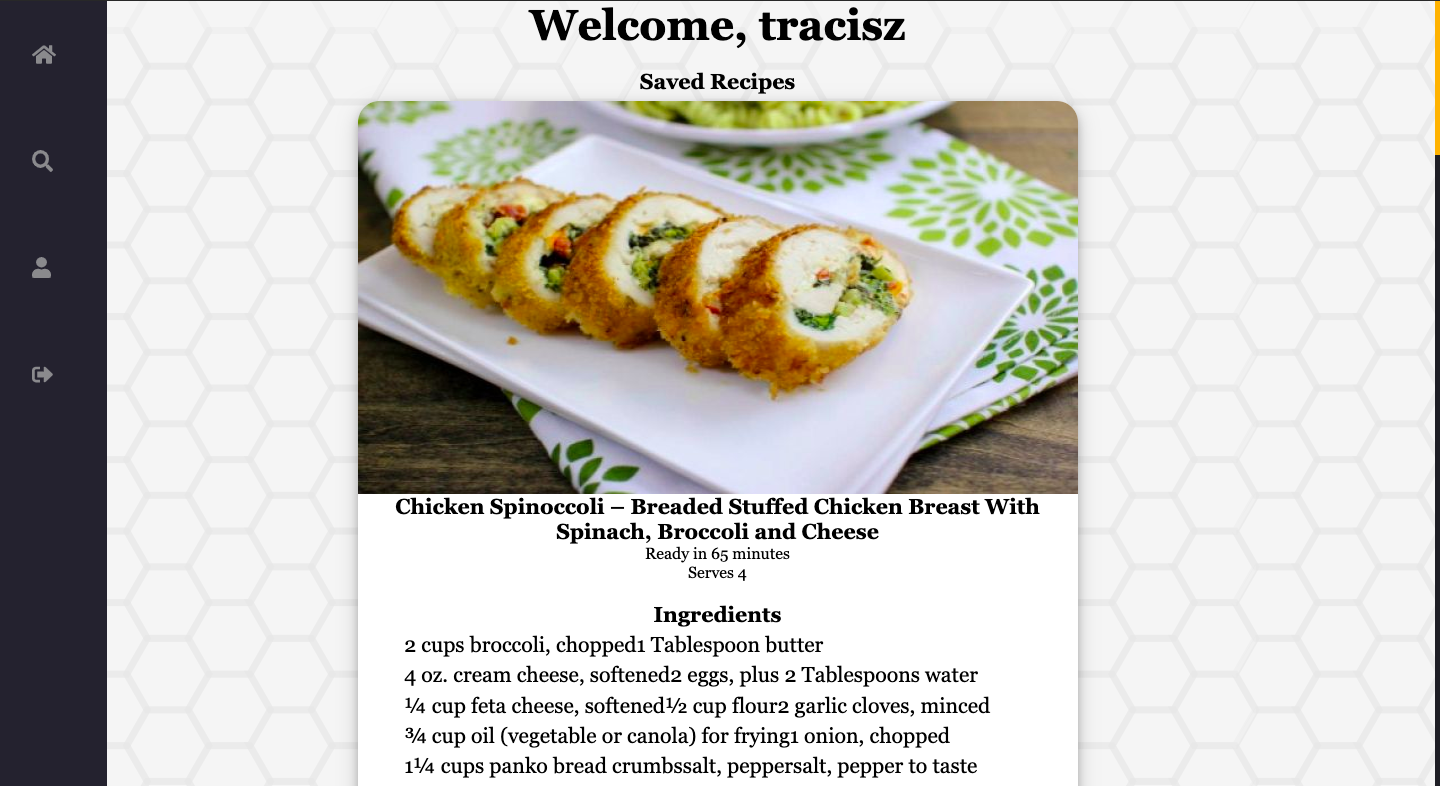 Welcome, tracisz
Saved Recipes
Chicken Spinoccoli – Breaded Stuffed Chicken Breast With
Spinach, Broccoli and Cheese
Ready in 65 minutes
Serves 4
Ingredients
2 cups broccoli, chopped1 Tablespoon butter
4 oz. cream cheese, softened2 eggs, plus 2 Tablespoons water
¼ cup feta cheese, softened½ cup flour2 garlic cloves, minced
¾ cup oil (vegetable or canola) for frying1 onion, chopped
1¼ cups panko bread crumbssalt, peppersalt, pepper to taste